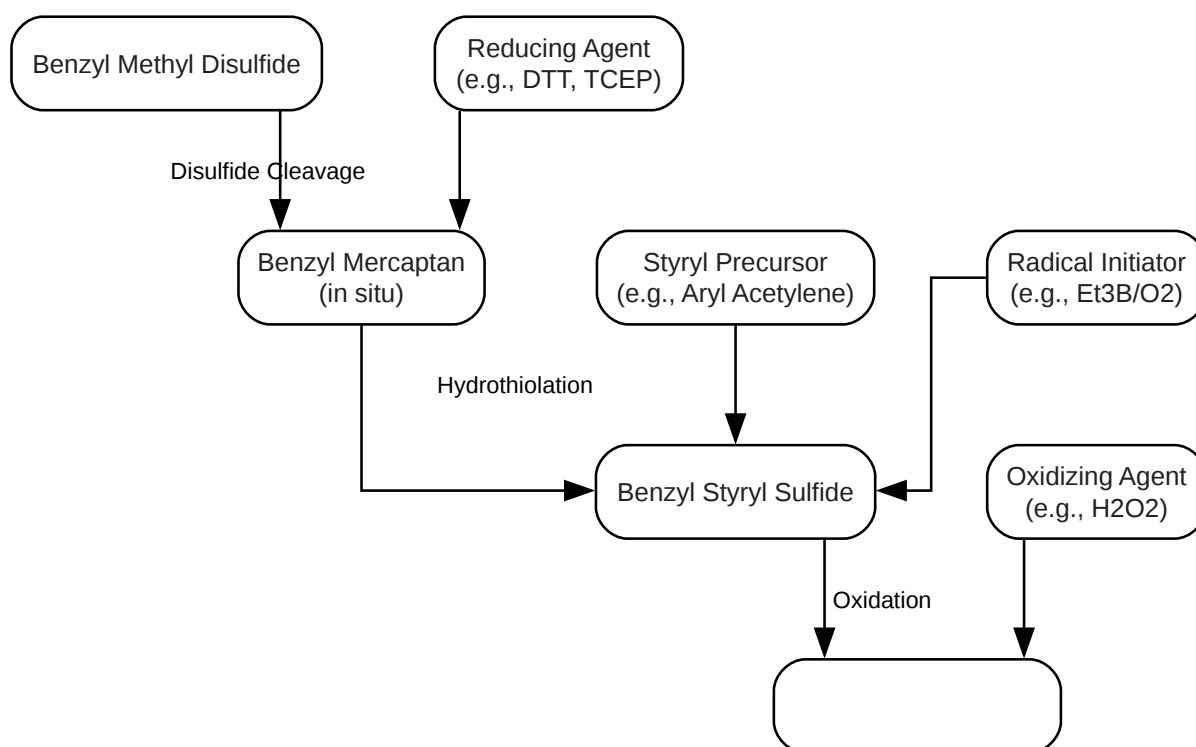 Benzyl Methyl Disulfide
Reducing Agent
(e.g., DTT, TCEP)
Disulfide Cleavage
Benzyl Mercaptan
(in situ)
Styryl Precursor
(e.g., Aryl Acetylene)
Radical Initiator
(e.g., Et3B/O2)
Hydrothiolation
Benzyl Styryl Sulfide
Oxidizing Agent
(e.g., H2O2)
Oxidation